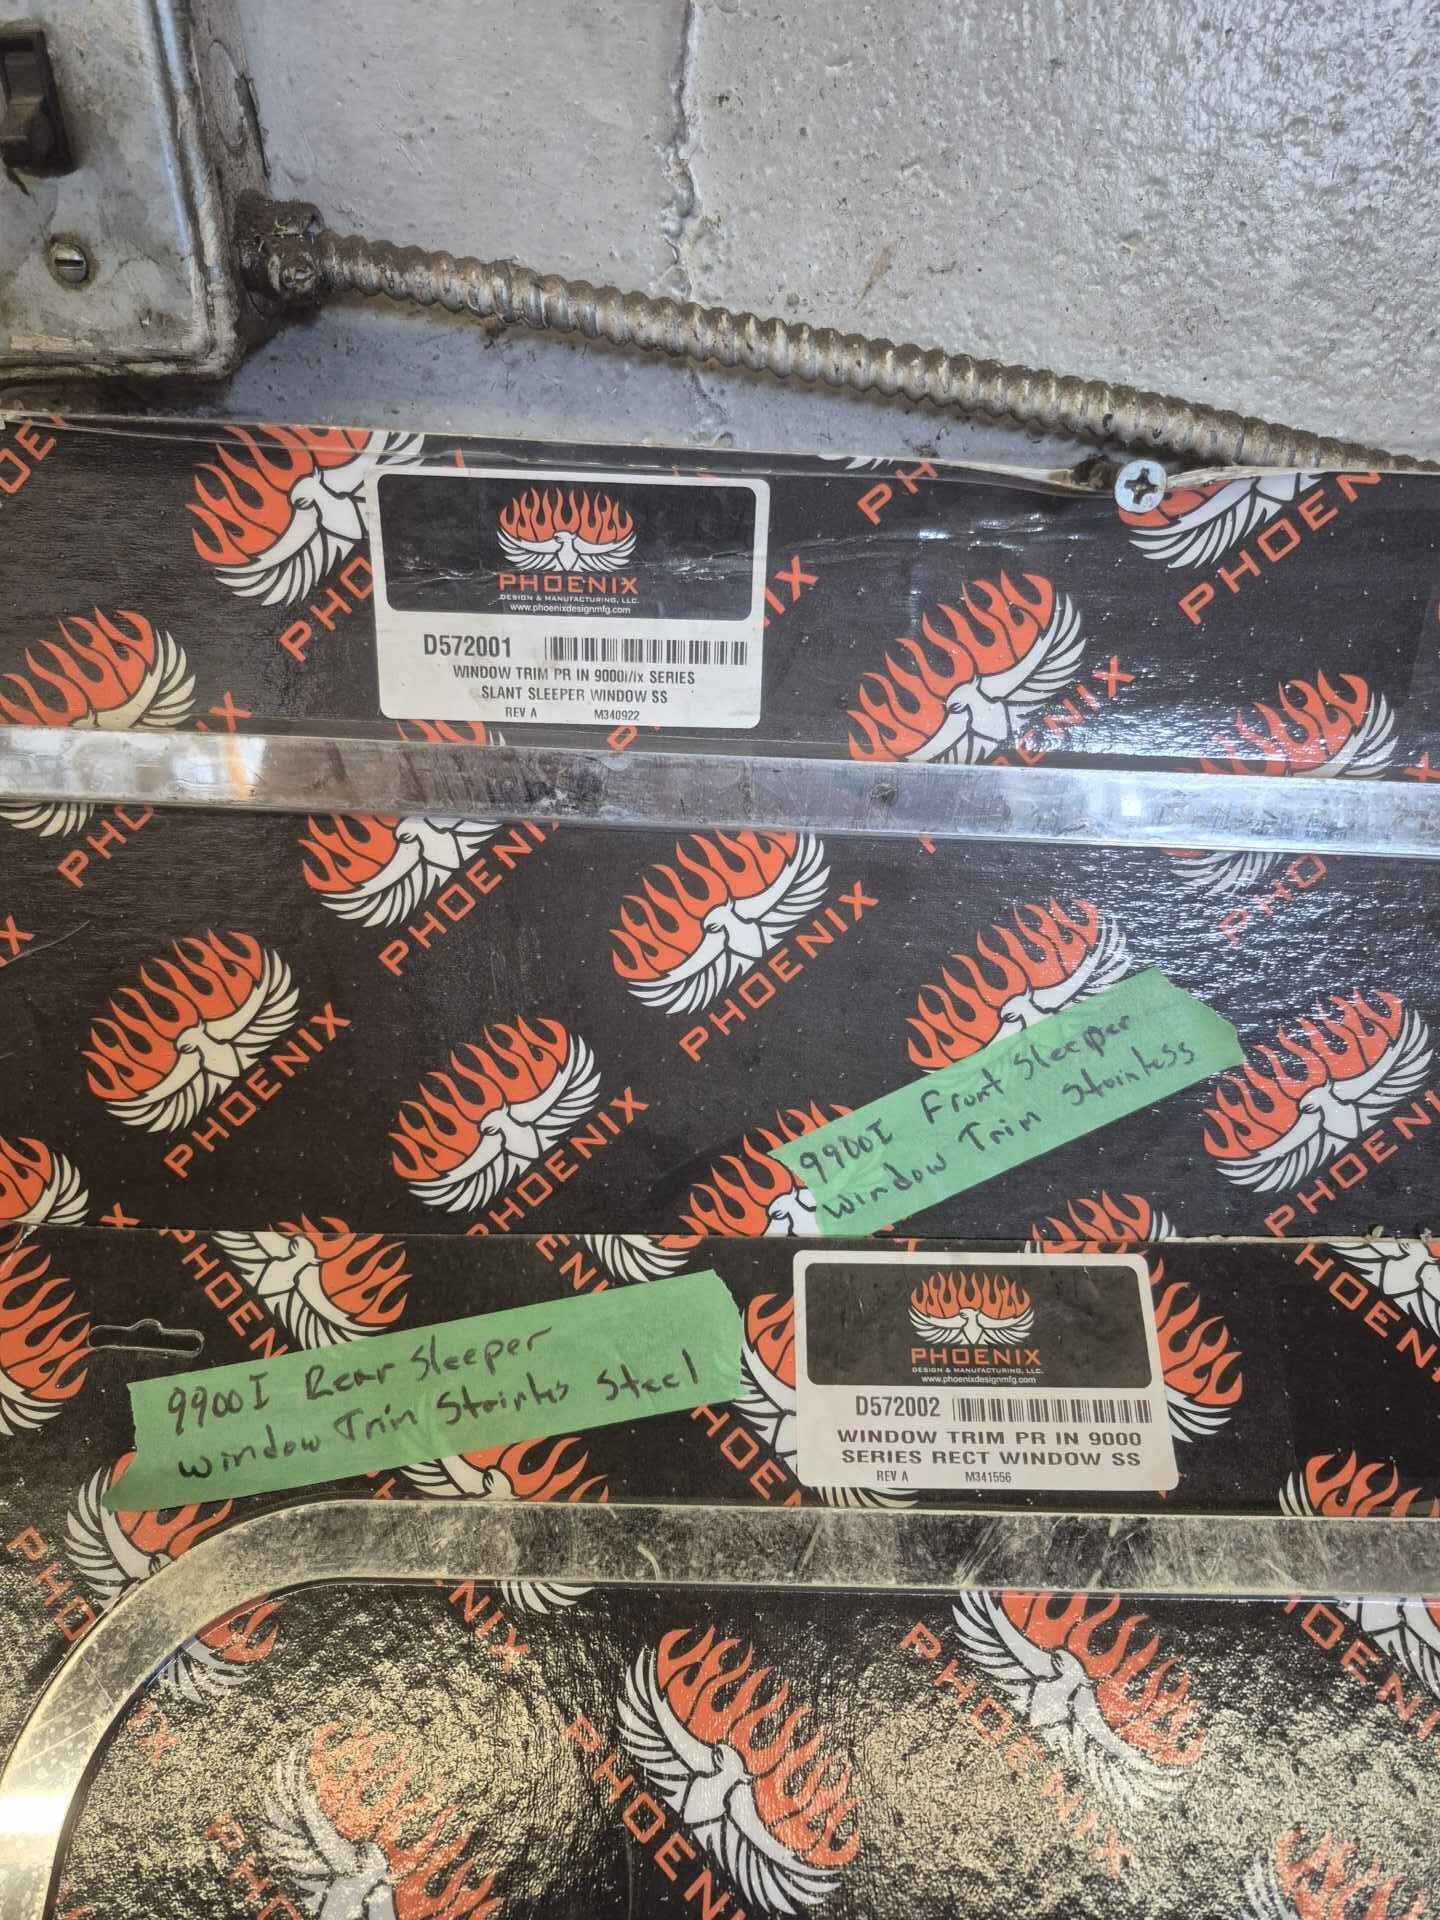 PHOENIX
DESIGN & MANUFACTURING, LLC.
www.phoenixdesignmfg.com
D572001
WINDOW TRIM PR IN 9000i/ix SERIES
SLANT SLEEPER WINDOW SS
REV A M340922
PHOENIX
PHOENIX
PHOENIX
PHOENIX
PHOENIX
9900I Front Sleeper
Window Trim Stainless
9900I Rear Sleeper
Window Trim Stainles Steel
PHOENIX
DESIGN & MANUFACTURING, LLC.
www.phoenixdesignmfg.com
D572002
WINDOW TRIM PR IN 9000
SERIES RECT WINDOW SS
REV A M341556
PHOENIX
PHOENIX